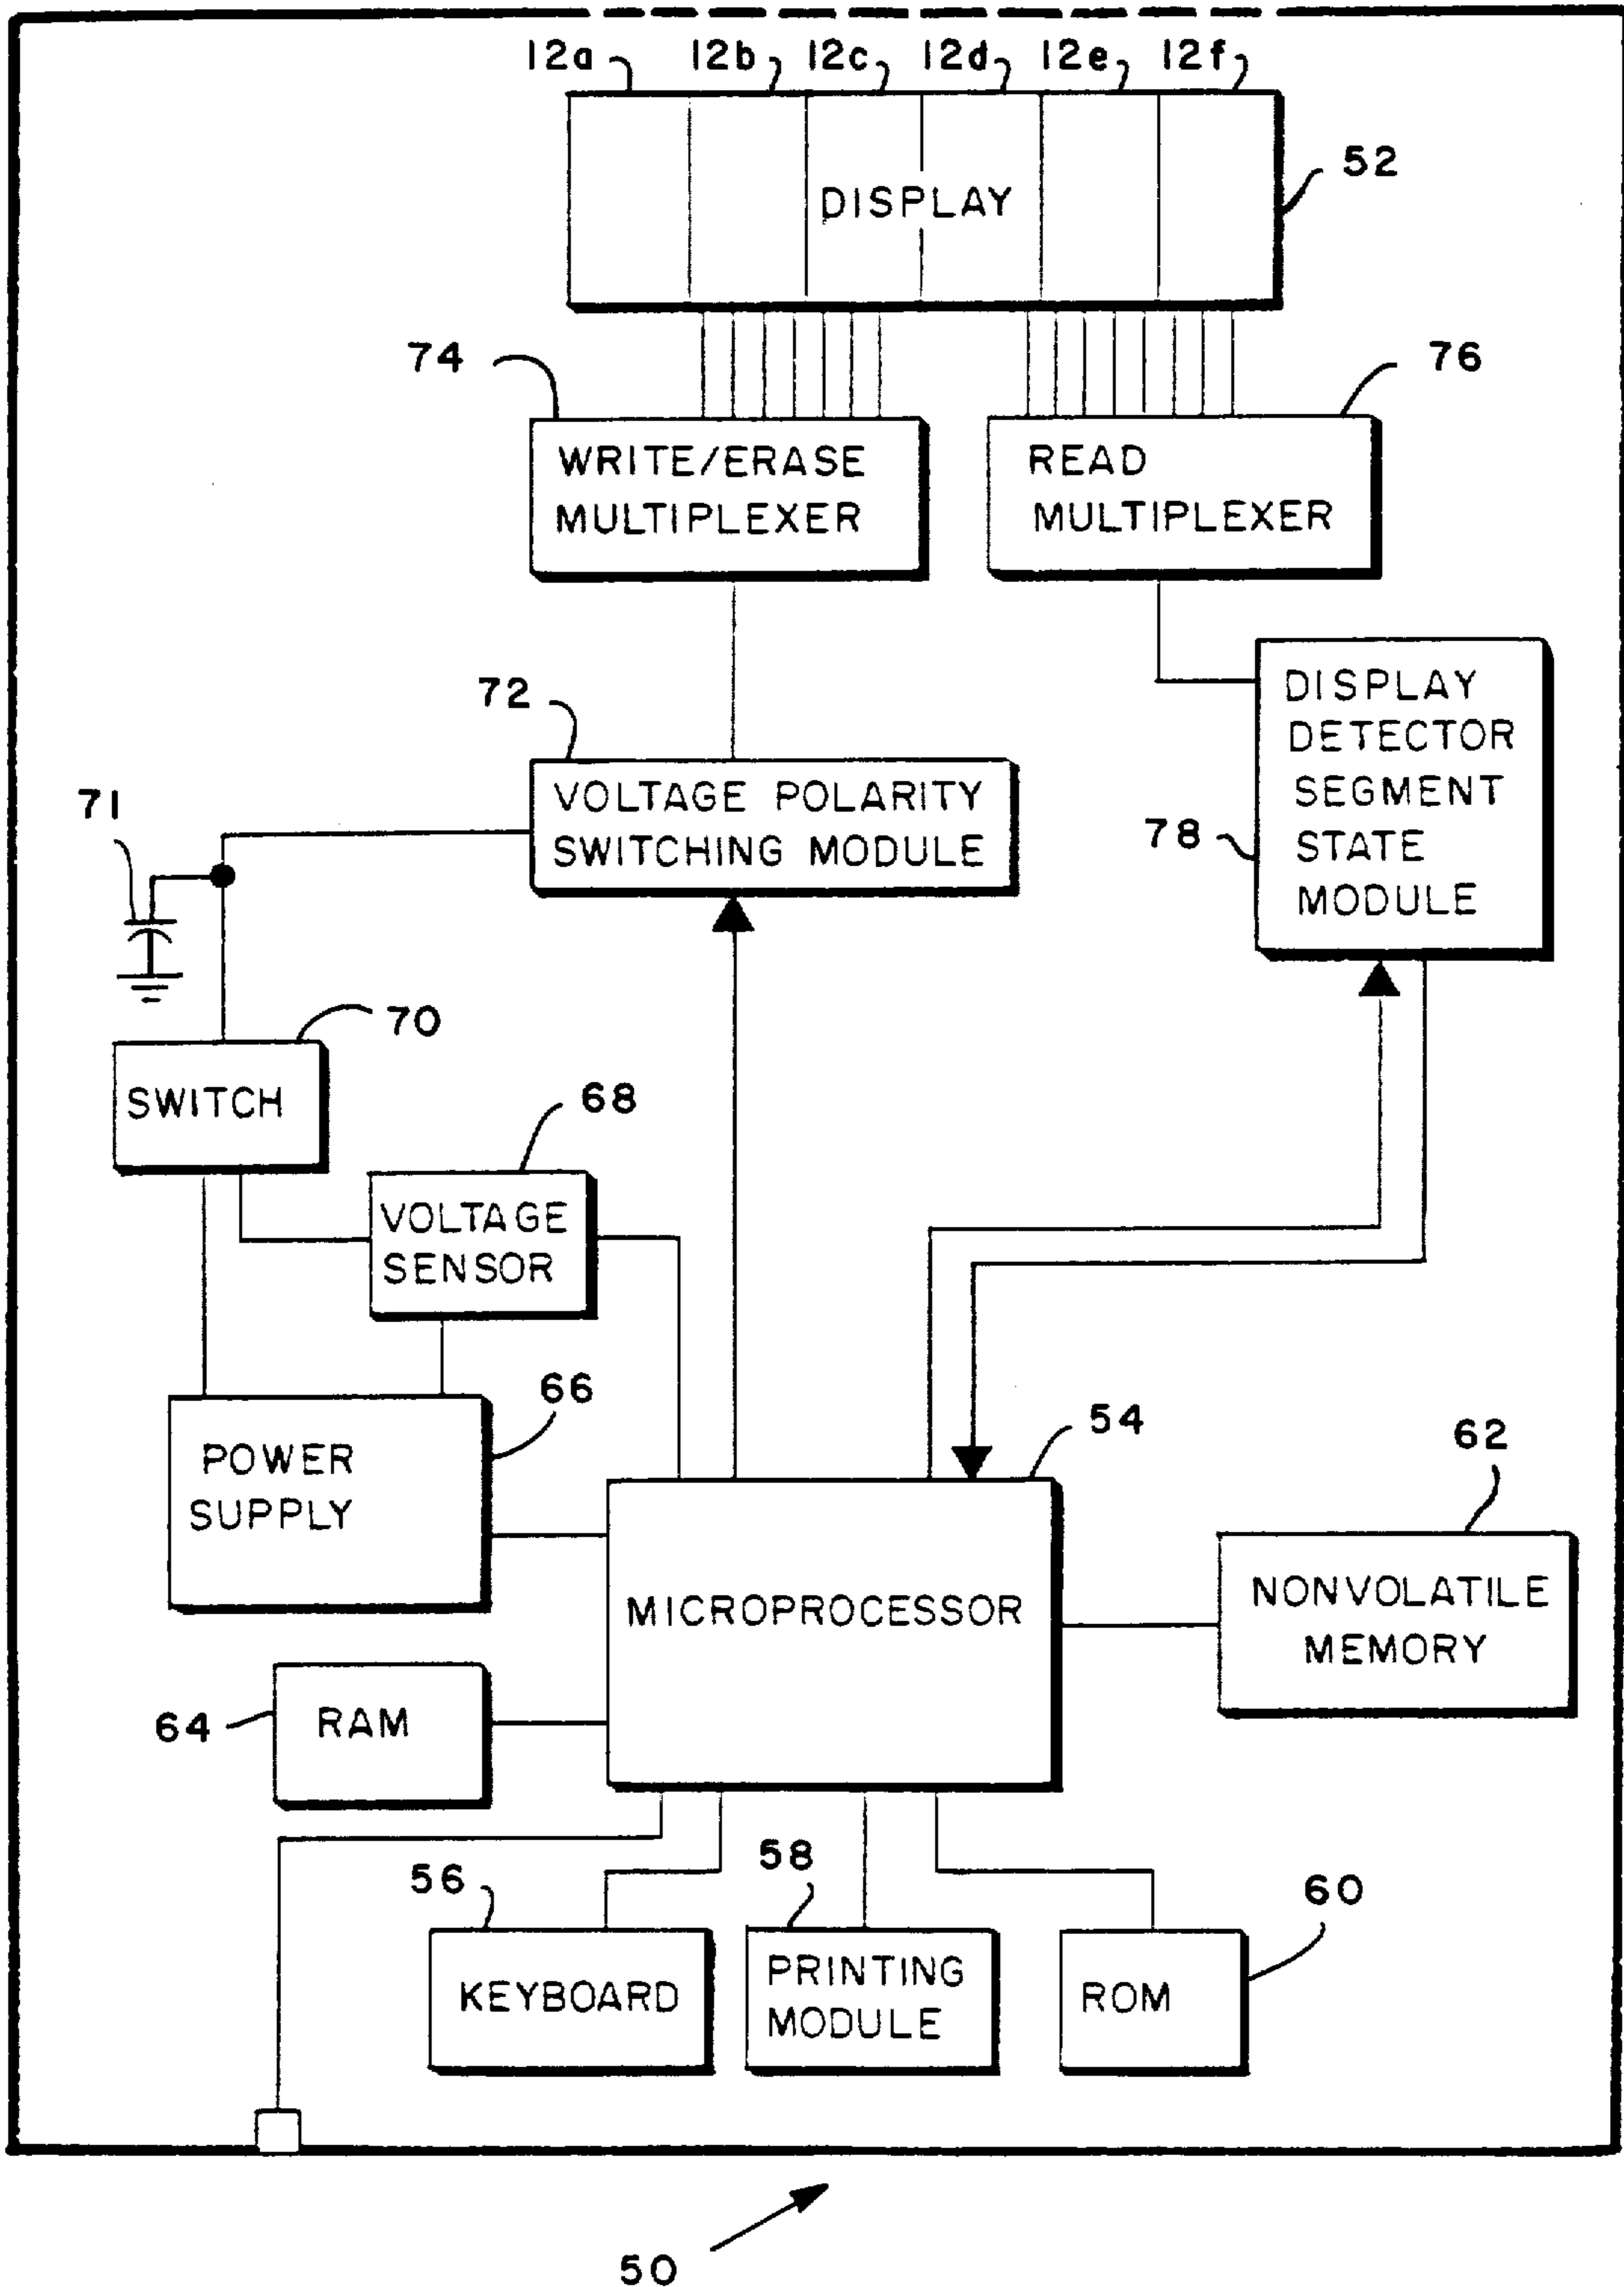 12a 12b 12c 12d 12e 12f
DISPLAY
52
74
76
WRITE/ERASE
MULTIPLEXER
READ
MULTIPLEXER
72
VOLTAGE POLARITY
SWITCHING MODULE
71
DISPLAY
DETECTOR
SEGMENT
STATE
MODULE
78
70
SWITCH
68
VOLTAGE
SENSOR
66
POWER
SUPPLY
54
MICROPROCESSOR
62
NONVOLATILE
MEMORY
64
RAM
56
KEYBOARD
58
PRINTING
MODULE
60
ROM
50